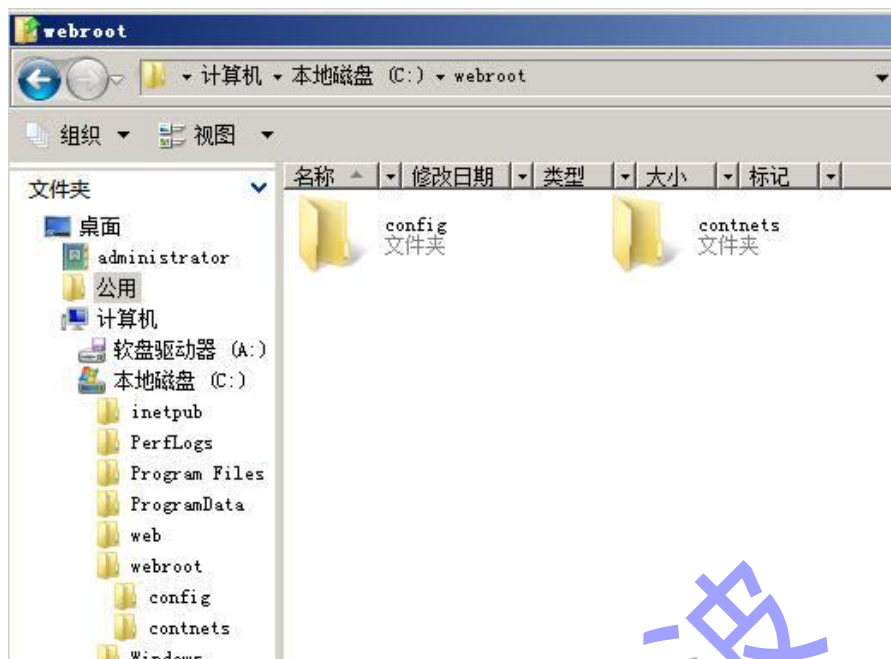 webroot
计算机 本地磁盘 (C:) webroot
组织 视图
文件夹
名称 修改日期 类型 大小 标记
config
文件夹
contnets
文件夹
桌面
administrator
公用
计算机
软盘驱动器 (A:)
本地磁盘 (C:)
inetpub
PerfLogs
Program Files
ProgramData
web
webroot
config
contnets
Windows